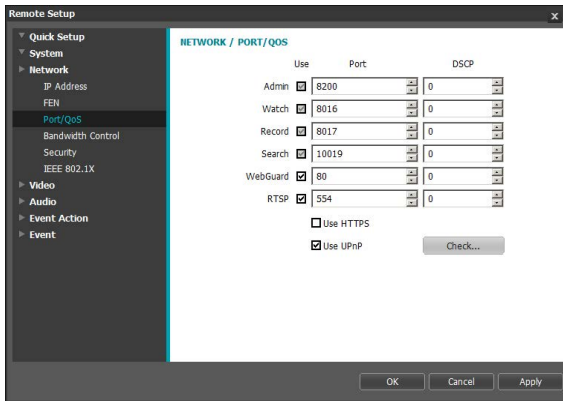 Remote Setup
x
Quick Setup
System
Network
IP Address
FEN
Port/QoS
Bandwidth Control
Security
IEEE 802.1X
Video
Audio
Event Action
Event
NETWORK / PORT/QOS
Use Port DSCP
Admin 8200 0
Watch 8016 0
Record 8017 0
Search 10019 0
WebGuard 80 0
RTSP 554 0
Use HTTPS
Use UPnP Check...
OK Cancel Apply